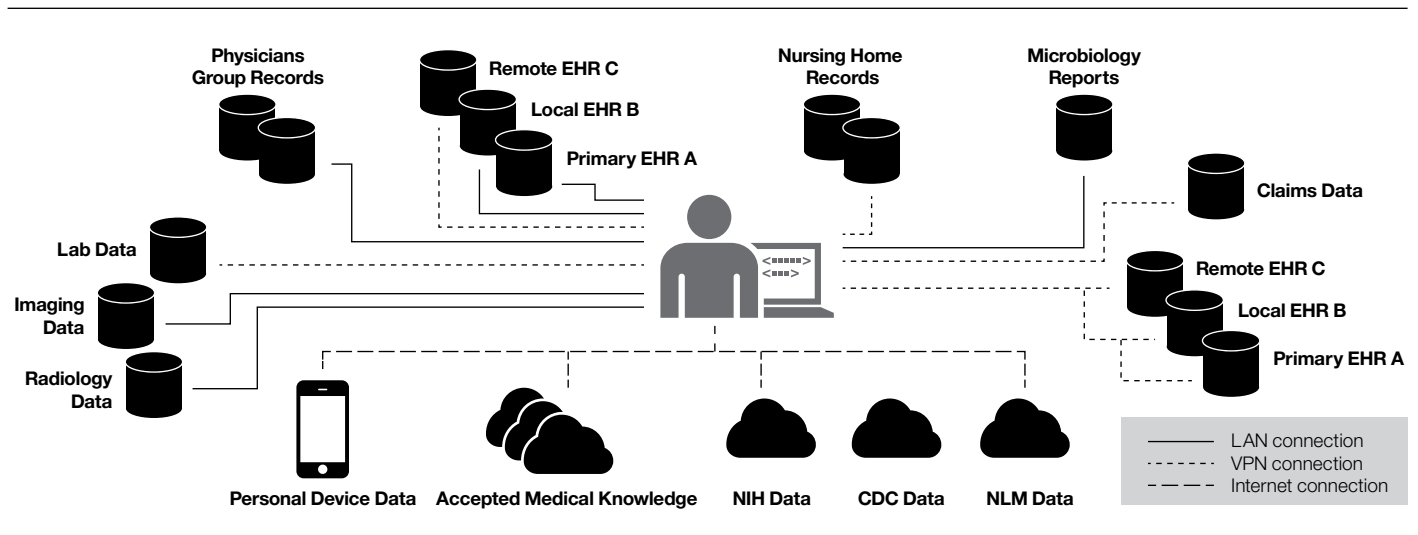 Physicians
Group Records
Remote EHR C
Local EHR B
Primary EHR A
Nursing Home
Records
Microbiology
Reports
Claims Data
Lab Data
Imaging
Data
Radiology
Data
Remote EHR C
Local EHR B
Primary EHR A
Personal Device Data
Accepted Medical Knowledge
NIH Data
CDC Data
NLM Data
LAN connection
VPN connection
Internet connection